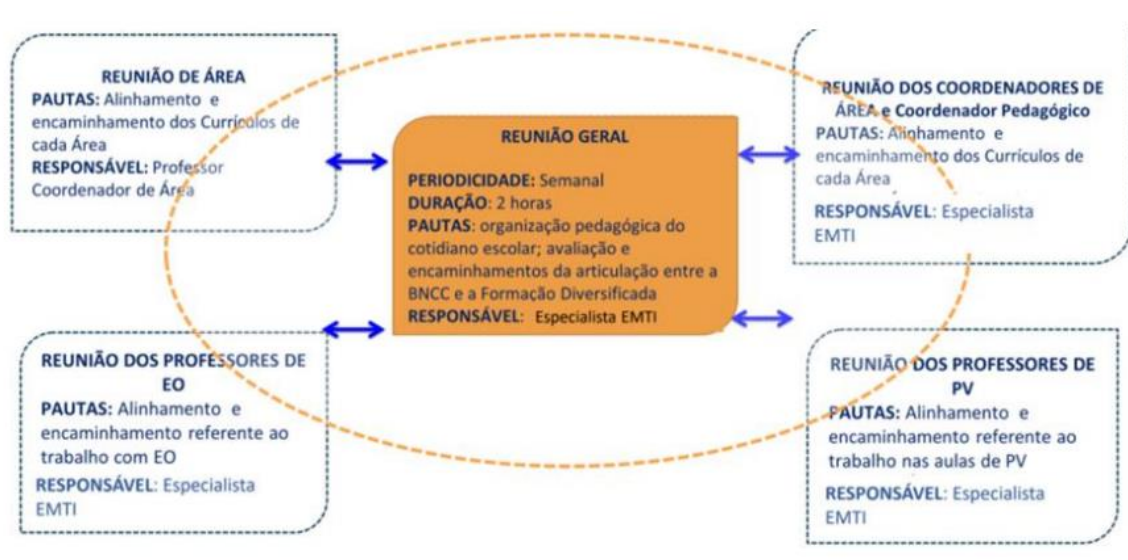 REUNIÃO DE ÁREA
PAUTAS: Alinhamento e
encaminhamento dos Currículos de
cada Área
RESPONSÁVEL: Professor
Coordenador de Área
REUNIÃO GERAL
PERIODICIDADE: Semanal
DURAÇÃO: 2 horas
PAUTAS: organização pedagógica do
cotidiano escolar; avaliação e
encaminhamentos da articulação entre a
BNCC e a Formação Diversificada
RESPONSÁVEL: Especialista EMTI
REUNIÃO DOS COORDENADORES DE
ÁREA e Coordenador Pedagógico
PAUTAS: Alinhamento e
encaminhamento dos Currículos de
cada Área
RESPONSÁVEL: Especialista
EMTI
REUNIÃO DOS PROFESSORES DE
EO
PAUTAS: Alinhamento e
encaminhamento referente ao
trabalho com EO
RESPONSÁVEL: Especialista
EMTI
REUNIÃO DOS PROFESSORES DE
PV
PAUTAS: Alinhamento e
encaminhamento referente ao
trabalho nas aulas de PV
RESPONSÁVEL: Especialista
EMTI